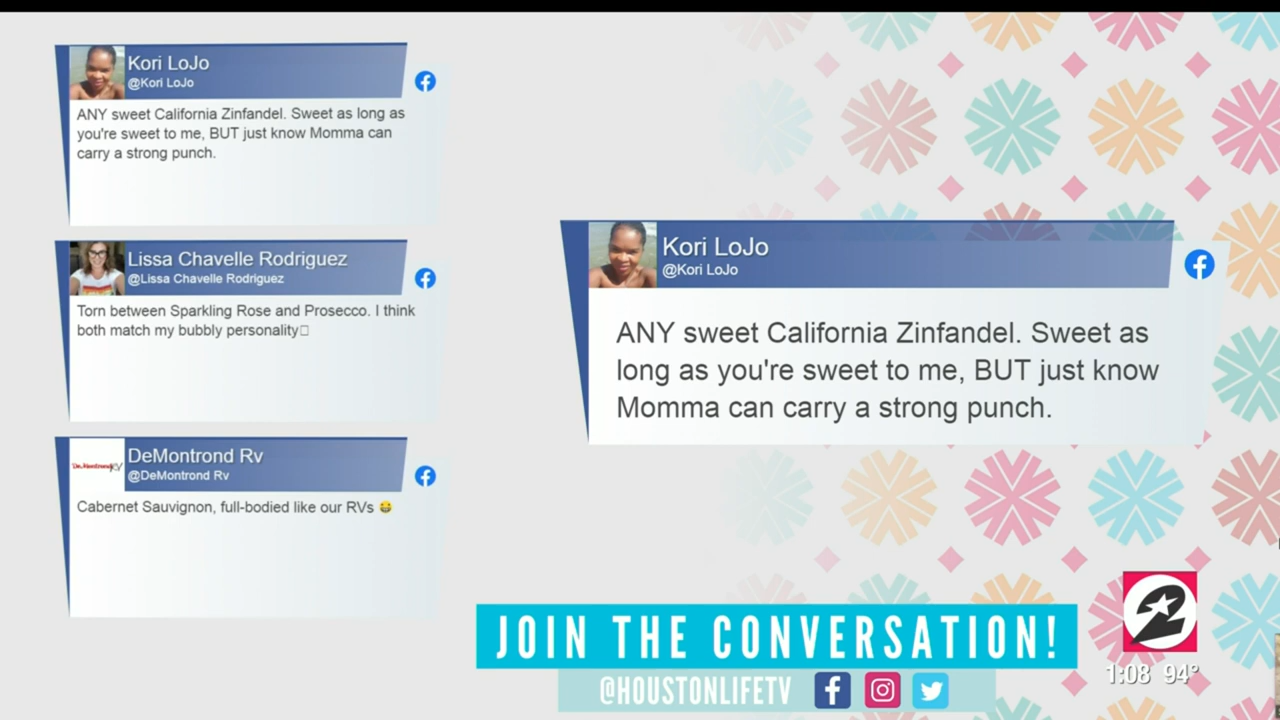 Kori LoJo
@Kori LoJo
ANY sweet California Zinfandel. Sweet as long as
you're sweet to me, BUT just know Momma can
carry a strong punch.
Lissa Chavelle Rodriguez
@Lissa Chavelle Rodriguez
Torn between Sparkling Rose and Prosecco. I think
both match my bubbly personality
DeMontrond RV
DeMontrond Rv
@DeMontrond Rv
Cabernet Sauvignon, full-bodied like our RVs 😂
Kori LoJo
@Kori LoJo
ANY sweet California Zinfandel. Sweet as
long as you're sweet to me, BUT just know
Momma can carry a strong punch.
JOIN THE CONVERSATION!
@HOUSTONLIFETV
2
1:08 94°